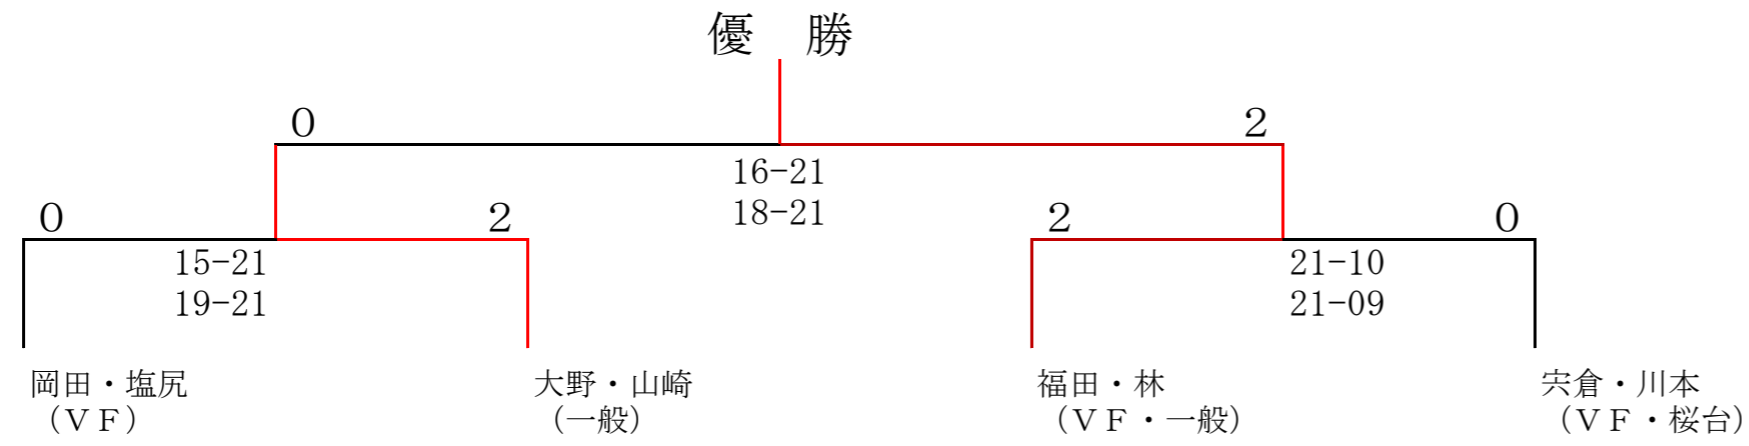 優　勝
０ ２
16-21
18-21
０ ２ ２ ０
15-21 21-10
19-21 21-09
岡田・塩尻 大野・山崎 福田・林 宍倉・川本
（ＶＦ） （一般） （ＶＦ・一般） （ＶＦ・桜台）